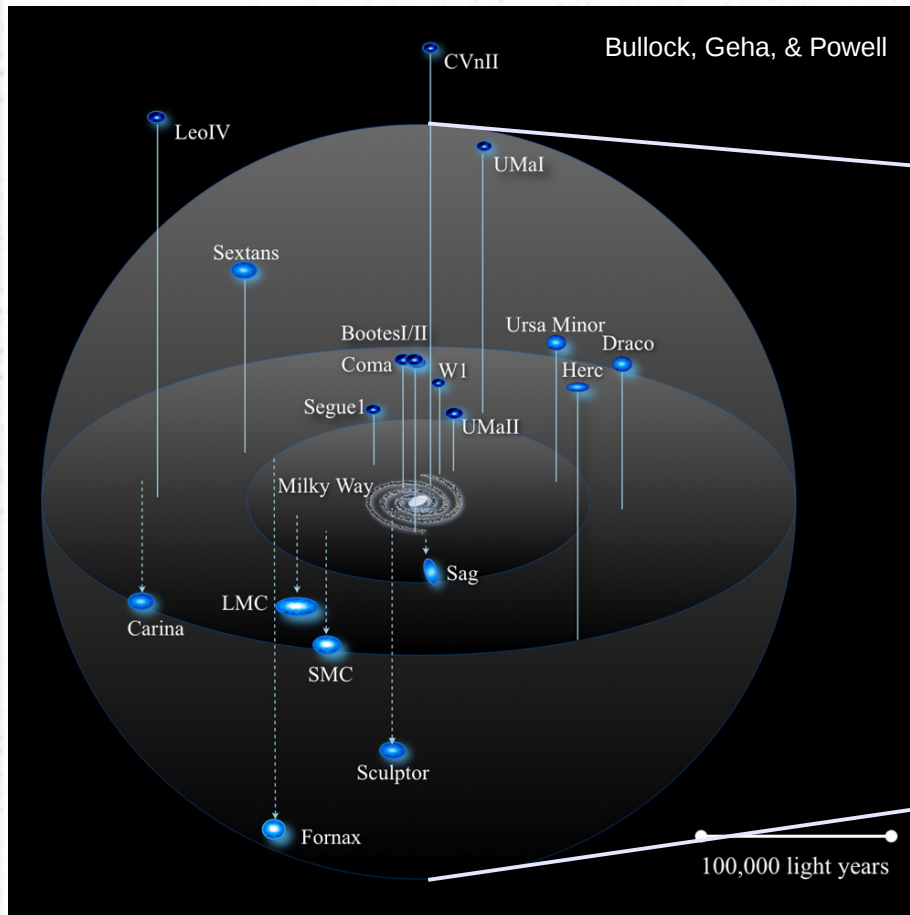 Bullock, Geha, & Powell
CVnII
LeoIV
UMaI
Sextans
Ursa Minor
BootesI/II
Draco
Coma
W1
Herc
Segue1
UMaII
Milky Way
Sag
LMC
Carina
SMC
Sculptor
Fornax
100,000 light years